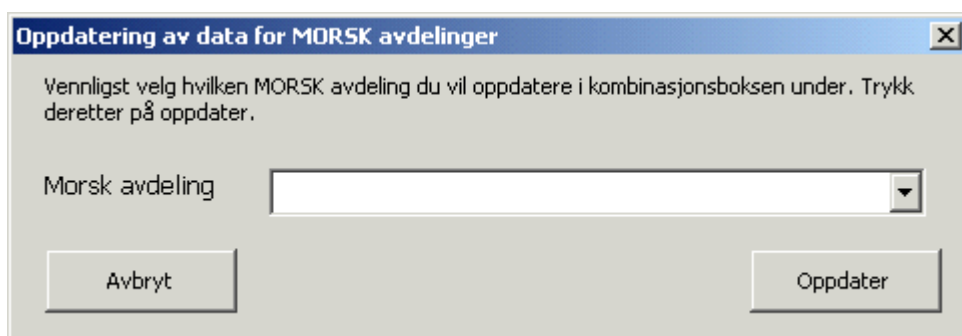 Oppdatering av data for MORSK avdelinger
Vennligst velg hvilken MORSK avdeling du vil oppdatere i kombinasjonsboksen under. Trykk
deretter på oppdater.
Morsk avdeling
Avbryt
Oppdater